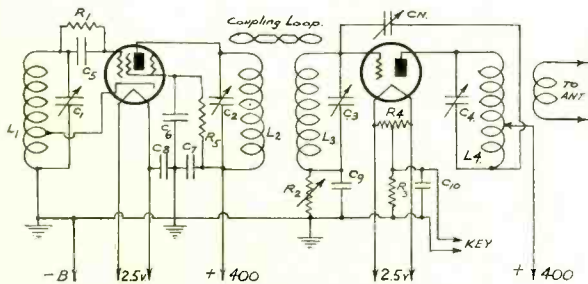 R1
C5
L1
C1
C6
C8
C7
R5
C2
L2
Coupling Loop.
CN.
L3
C3
R2
C9
R4
R3
C10
C4.
L4.
TO
ANT
KEY
-B
2.5v.
+ 400
2.5v.
+ 400